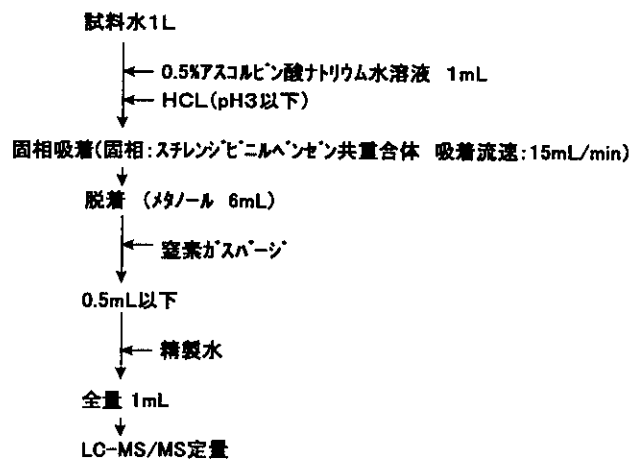 試料水1L
0.5%アスコルビン酸ナトリウム水溶液 1mL
HCL(pH3以下)
固相吸着(固相:スチレンジビニルベンゼン共重合体 吸着流速:15mL/min)
脱着 (メタノール 6mL)
窒素ガスパージ
0.5mL以下
精製水
全量 1mL
LC-MS/MS定量